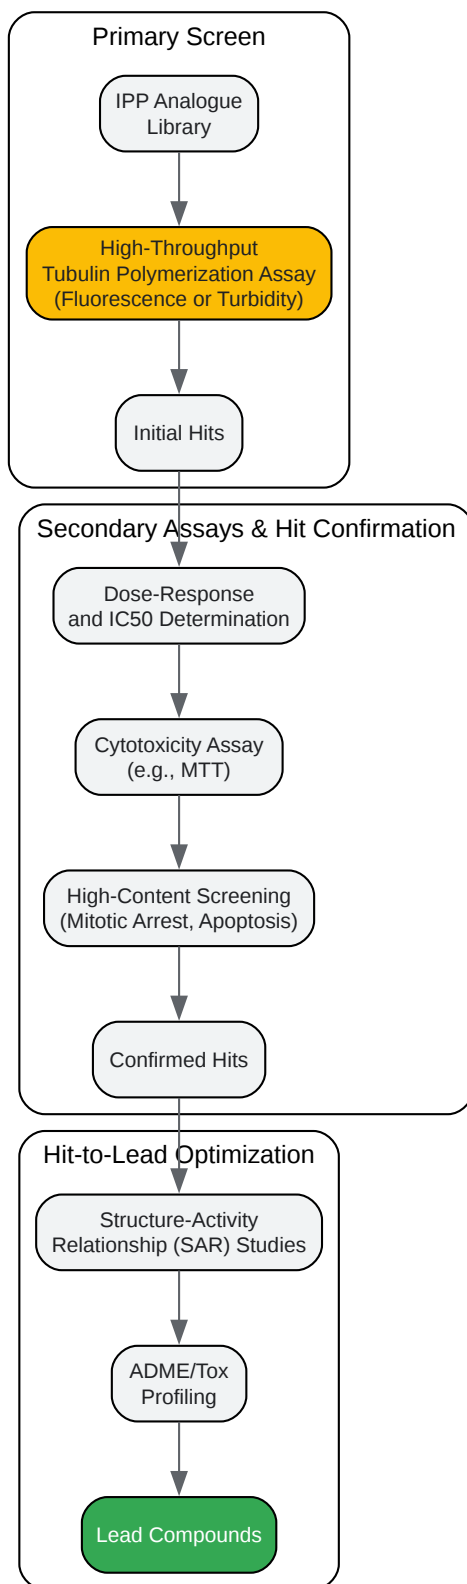 Primary Screen
IPP Analogue
Library
High-Throughput
Tubulin Polymerization Assay
(Fluorescence or Turbidity)
Initial Hits
Secondary Assays & Hit Confirmation
Dose-Response
and IC50 Determination
Cytotoxicity Assay
(e.g., MTT)
High-Content Screening
(Mitotic Arrest, Apoptosis)
Confirmed Hits
Hit-to-Lead Optimization
Structure-Activity
Relationship (SAR) Studies
ADME/Tox
Profiling
Lead Compounds